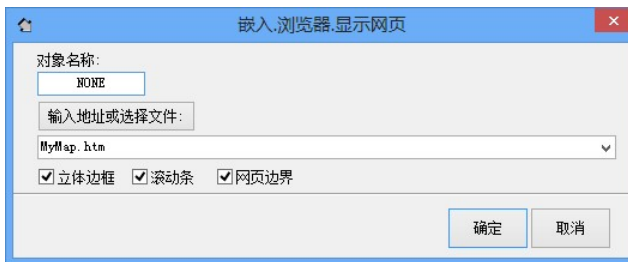 嵌入.浏览器.显示网页
对象名称:
NONE
输入地址或选择文件:
MyMap.htm
立体边框 滚动条 网页边界
确定 取消